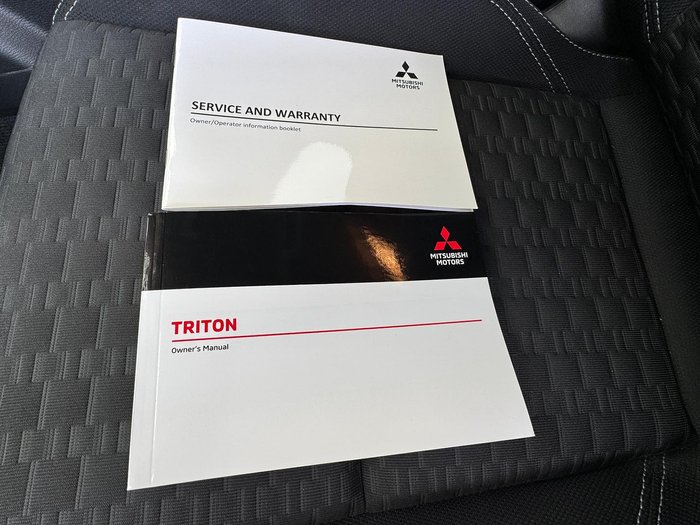 MITSUBISHI
MOTORS
SERVICE AND WARRANTY
Owner/Operator information booklet
MITSUBISHI
MOTORS
TRITON
Owner's Manual